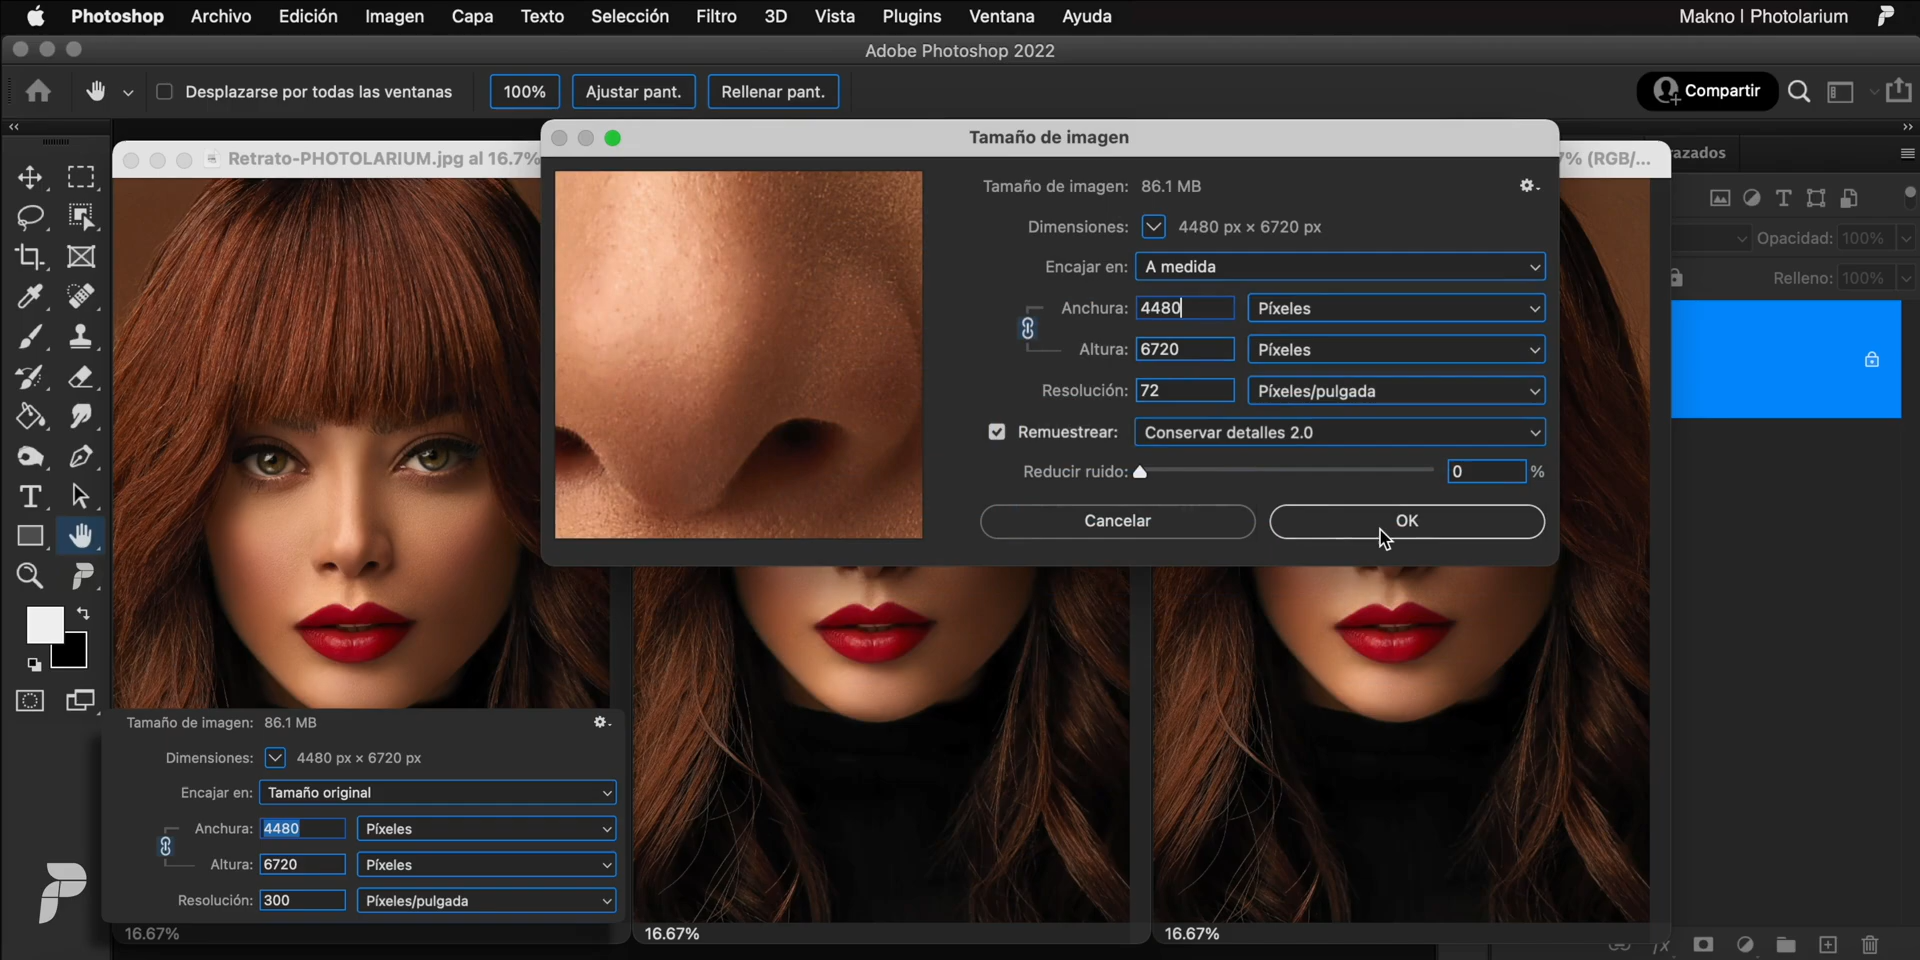 Photoshop Archivo Edición Imagen Capa Texto Selección Filtro 3D Vista Plugins Ventana Ayuda Makno | Photolarium
Adobe Photoshop 2022
Desplazarse por todas las ventanas 100% Ajustar pant. Rellenar pant. Compartir
Retrato-PHOTOLARIUM.jpg al 16.7%
Tamaño de imagen
7% (RGB/...
razados
Tamaño de imagen: 86.1 MB
Dimensiones: 4480 px × 6720 px
Encajar en: A medida
Anchura: 4480 Píxeles
Altura: 6720 Píxeles
Resolución: 72 Píxeles/pulgada
Remuestrear: Conservar detalles 2.0
Reducir ruido: 0 %
Cancelar OK
Opacidad: 100%
Relleno: 100%
Tamaño de imagen: 86.1 MB
Dimensiones: 4480 px × 6720 px
Encajar en: Tamaño original
Anchura: 4480 Píxeles
Altura: 6720 Píxeles
Resolución: 300 Píxeles/pulgada
16.67% 16.67% 16.67%